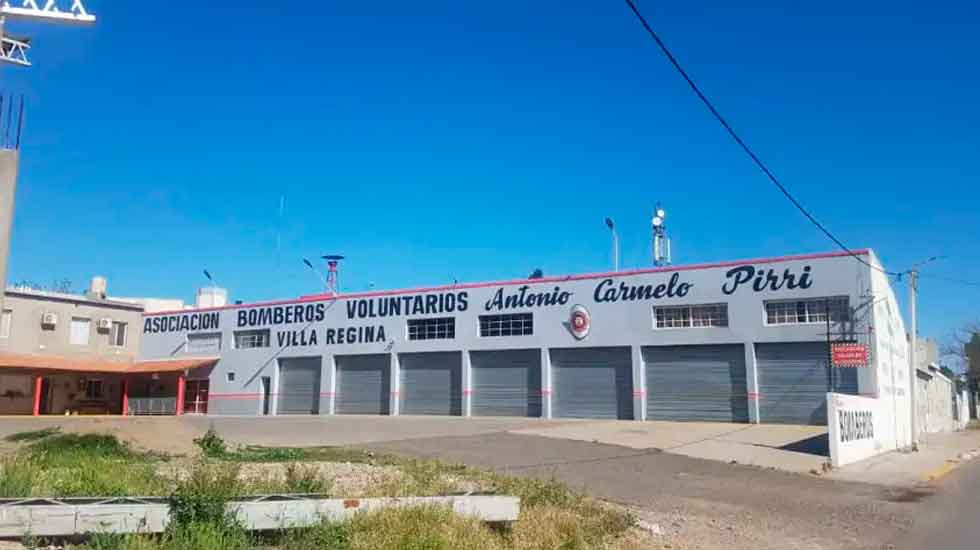 ASOCIACION BOMBEROS VOLUNTARIOS Antonio Carmelo Pirri
VILLA REGINA
BOMBEROS